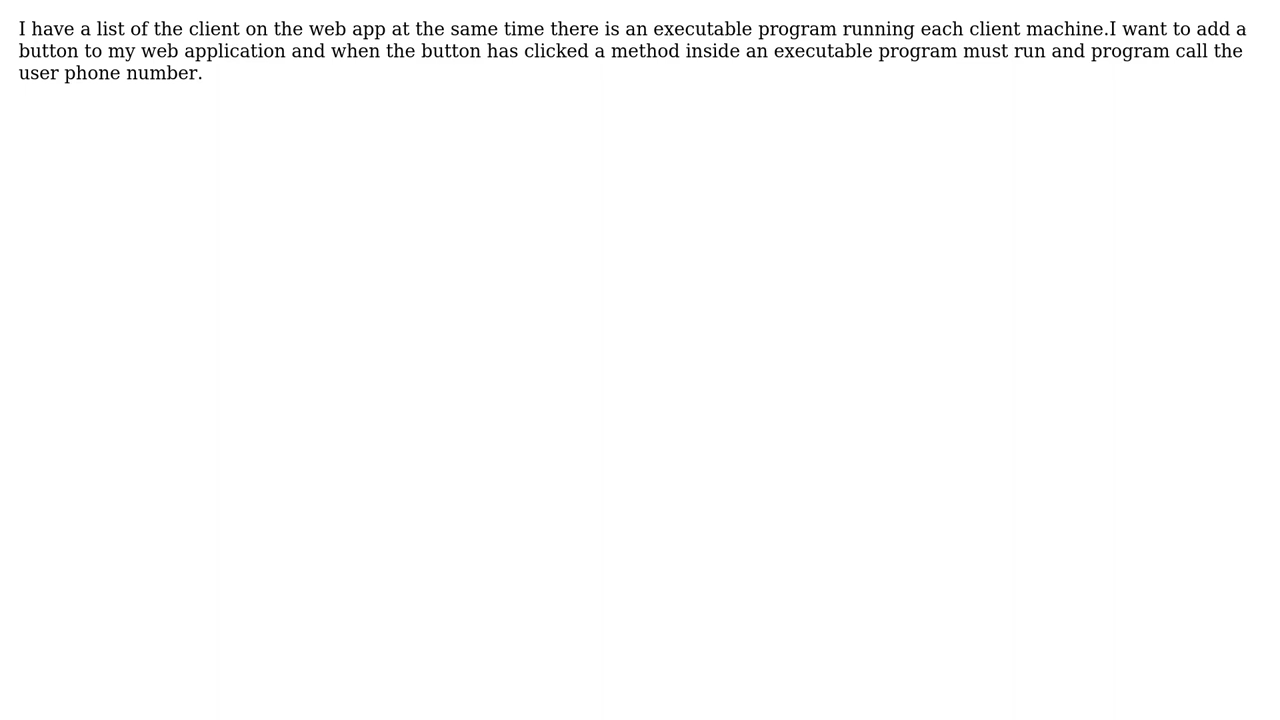 I have a list of the client on the web app at the same time there is an executable program running each client machine.I want to add a
button to my web application and when the button has clicked a method inside an executable program must run and program call the
user phone number.